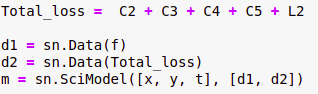 Total_loss = C2 + C3 + C4 + C5 + L2
d1 = sn.Data(f)
d2 = sn.Data(Total_loss)
m = sn.SciModel([x, y, t], [d1, d2])